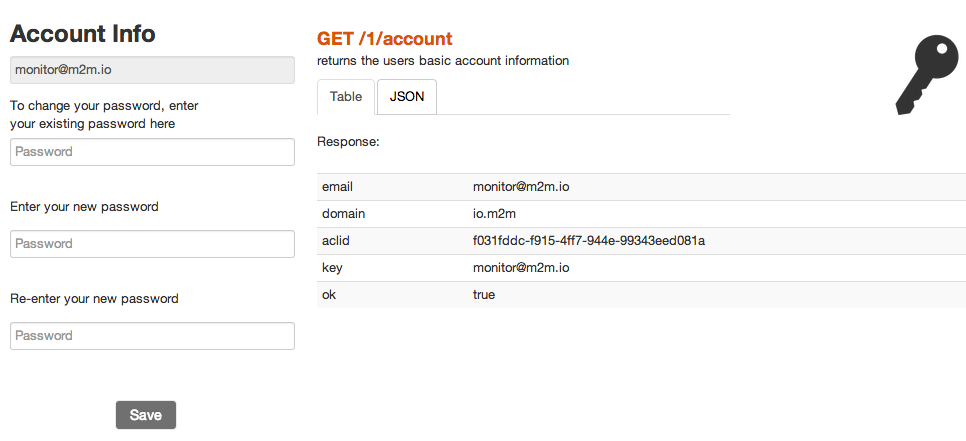 Account Info
monitor@m2m.io
To change your password, enter
your existing password here
Password
Enter your new password
Password
Re-enter your new password
Password
Save
GET /1/account
returns the users basic account information
Table JSON
Response:
email monitor@m2m.io
domain io.m2m
aclid f031fddc-f915-4ff7-944e-99343eed081a
key monitor@m2m.io
ok true